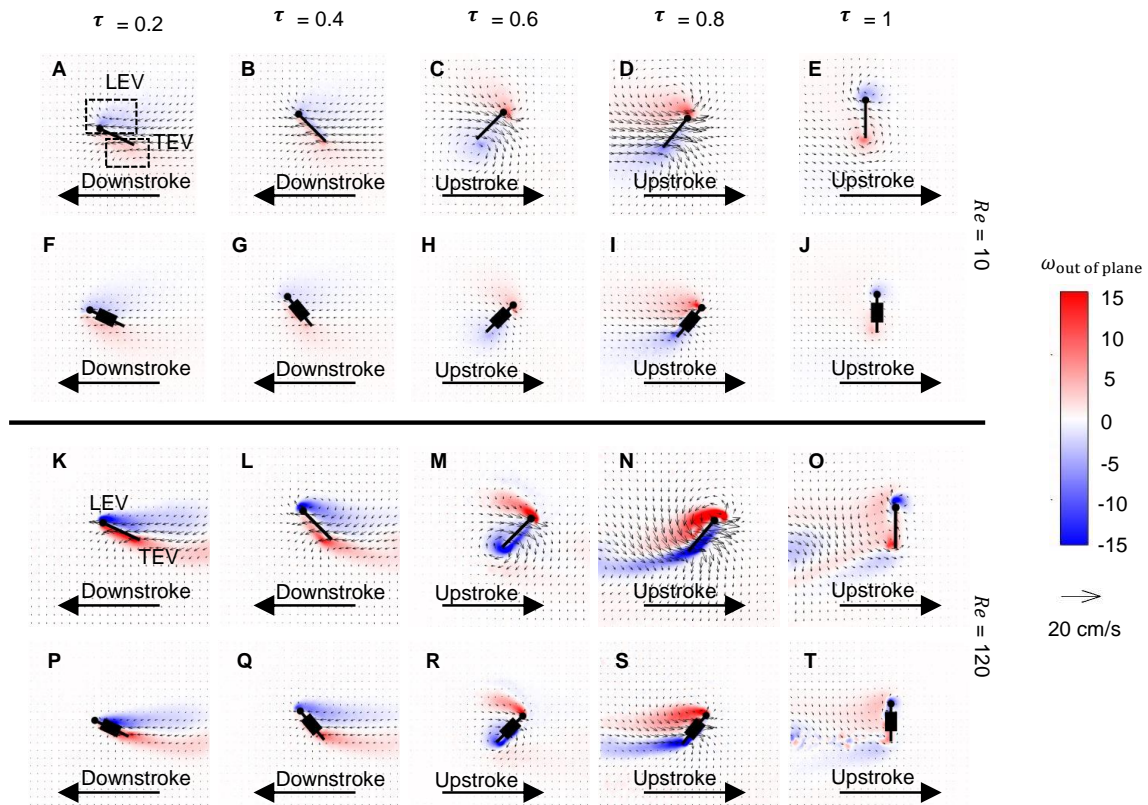 τ = 0.2 τ = 0.4 τ = 0.6 τ = 0.8 τ = 1
A B C D E
LEV
TEV
Downstroke Downstroke Upstroke Upstroke Upstroke
Re = 10
F G H I J
Downstroke Downstroke Upstroke Upstroke Upstroke
K L M N O
LEV
TEV
Downstroke Downstroke Upstroke Upstroke Upstroke
Re = 120
P Q R S T
Downstroke Downstroke Upstroke Upstroke Upstroke
ω out of plane
15
10
5
0
-5
-10
-15
20 cm/s